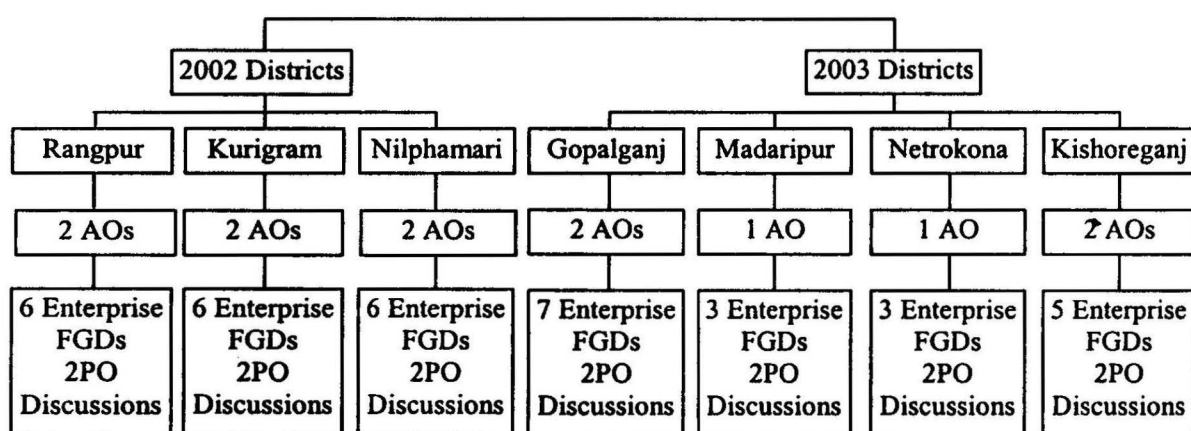 2002 Districts
2003 Districts
Rangpur
Kurigram
Nilphamari
Gopalganj
Madaripur
Netrokona
Kishoreganj
2 AOs
2 AOs
2 AOs
2 AOs
1 AO
1 AO
2 AOs
6 Enterprise
FGDs
2PO
Discussions
6 Enterprise
FGDs
2PO
Discussions
6 Enterprise
FGDs
2PO
Discussions
7 Enterprise
FGDs
2PO
Discussions
3 Enterprise
FGDs
2PO
Discussions
3 Enterprise
FGDs
2PO
Discussions
5 Enterprise
FGDs
2PO
Discussions